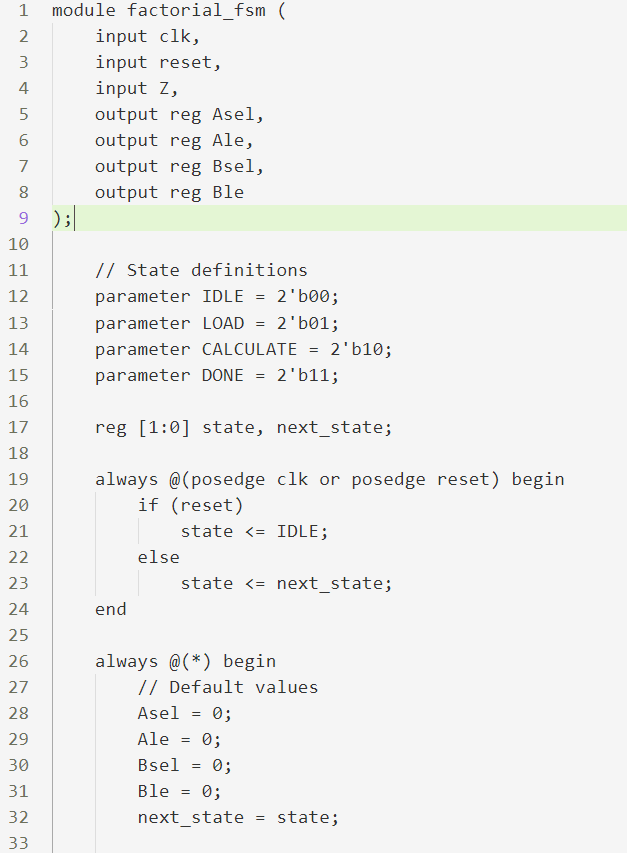 1 module factorial_fsm (
2     input clk,
3     input reset,
4     input Z,
5     output reg Asel,
6     output reg Ale,
7     output reg Bsel,
8     output reg Ble
9 );
10
11     // State definitions
12     parameter IDLE = 2'b00;
13     parameter LOAD = 2'b01;
14     parameter CALCULATE = 2'b10;
15     parameter DONE = 2'b11;
16
17     reg [1:0] state, next_state;
18
19     always @(posedge clk or posedge reset) begin
20         if (reset)
21             state <= IDLE;
22         else
23             state <= next_state;
24     end
25
26     always @(*) begin
27         // Default values
28         Asel = 0;
29         Ale = 0;
30         Bsel = 0;
31         Ble = 0;
32         next_state = state;
33